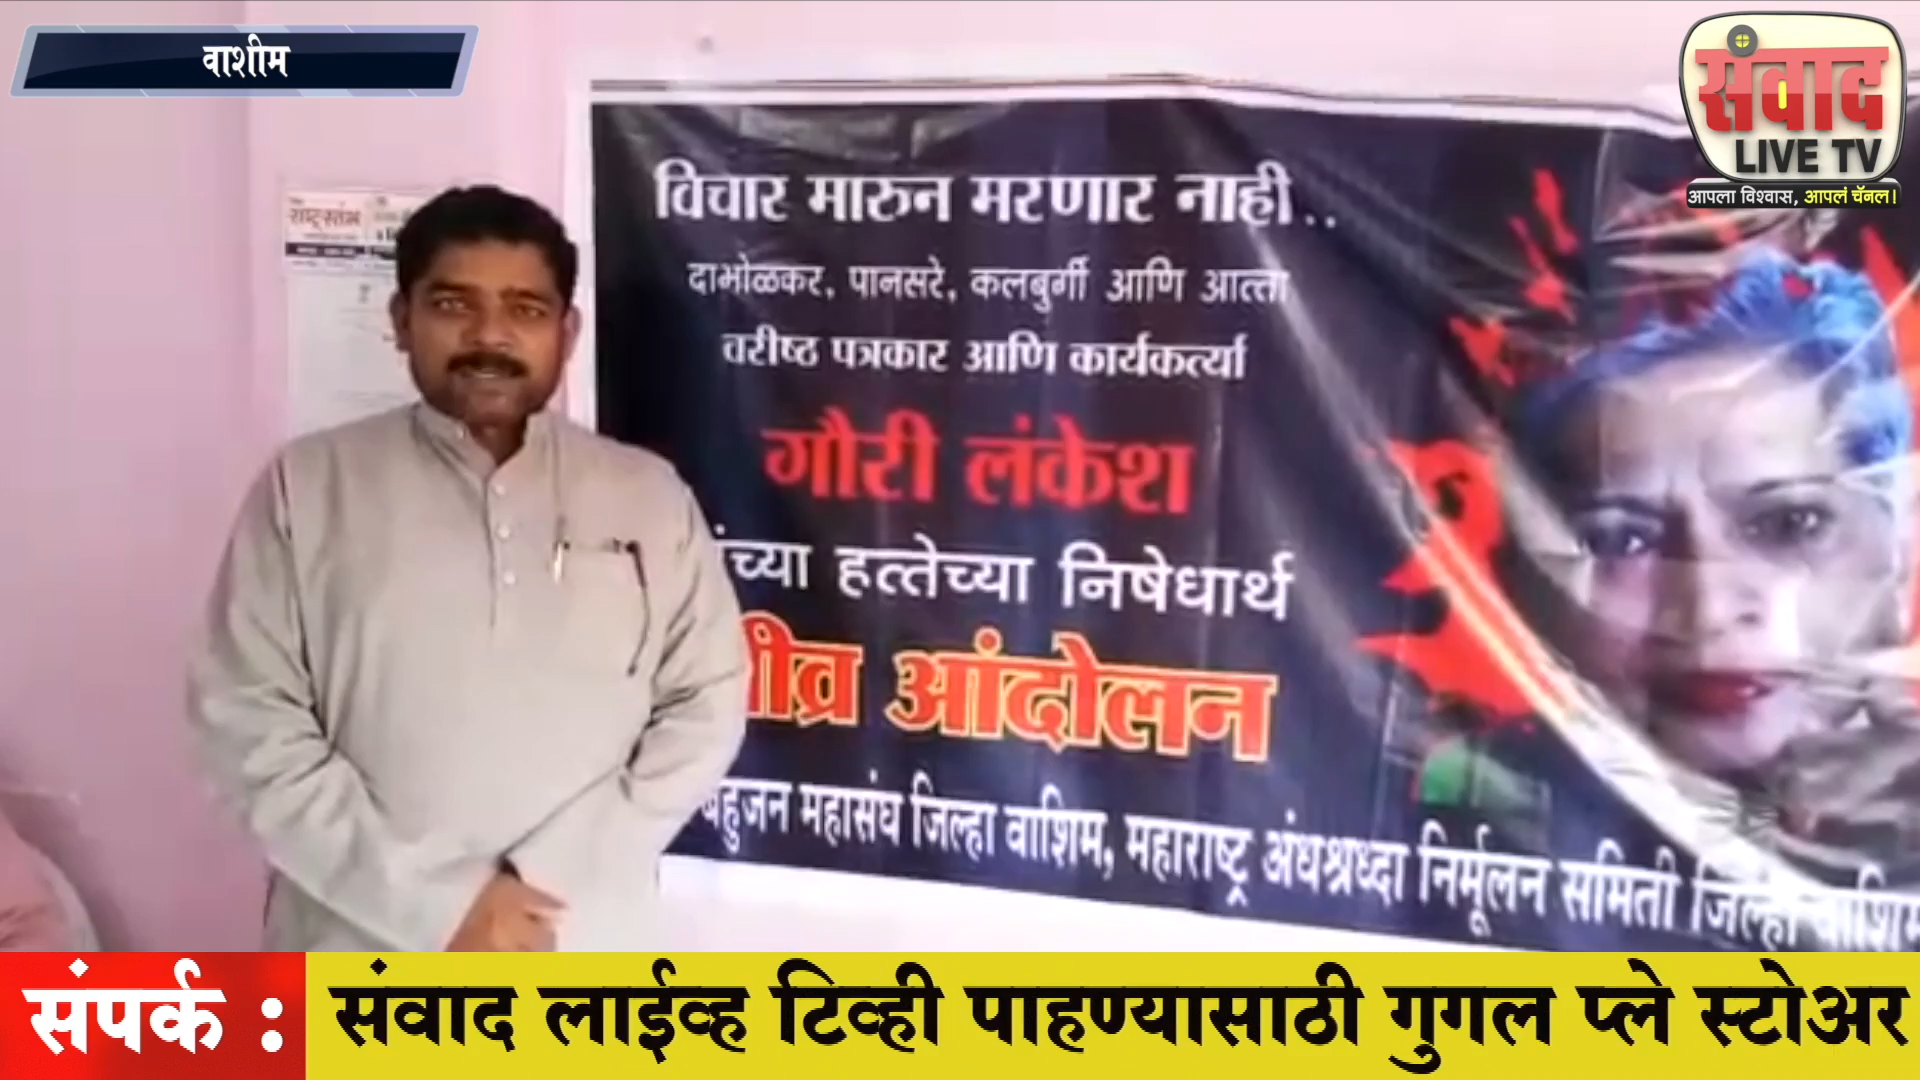 वाशीम
संवाद
LIVE TV
आपला विश्वास, आपलं चॅनल!
राष्ट्रस्तंभ
विचार मारुन मरणार नाही..
दाभोळकर, पानसरे, कलबुर्गी आणि आत्ता
वरीष्ठ पत्रकार आणि कार्यकर्त्या
गौरी लंकेश
हत्तेच्या निषेधार्थ
आंदोलन
बहुजन महासंघ जिल्हा वाशिम, महाराष्ट्र अंधश्रध्दा निर्मूलन समिती जिल्हा वाशिम
संपर्क : संवाद लाईव्ह टिव्ही पाहण्यासाठी गुगल प्ले स्टोअर